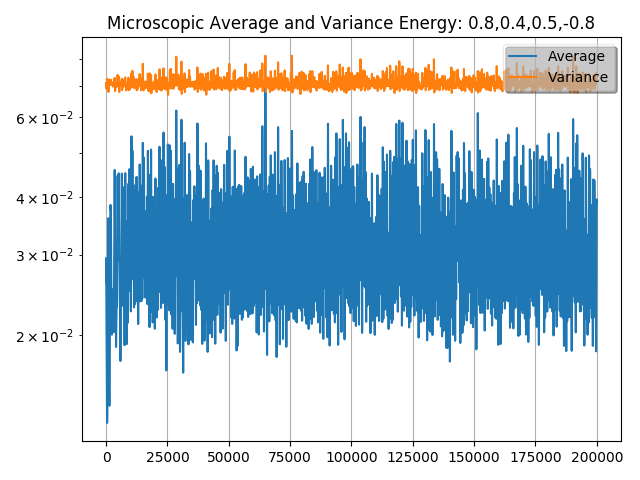 Microscopic Average and Variance Energy: 0.8,0.4,0.5,-0.8
Average
Variance
6 × 10⁻²
4 × 10⁻²
3 × 10⁻²
2 × 10⁻²
0 25000 50000 75000 100000 125000 150000 175000 200000